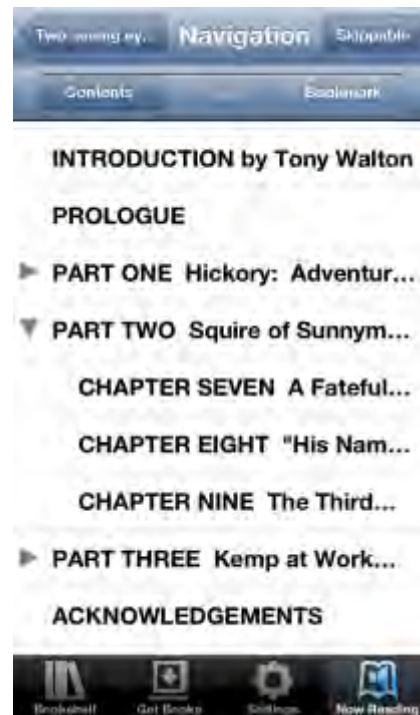 Navigation
Skippable
Contents
Bookmark
INTRODUCTION by Tony Walton
PROLOGUE
PART ONE Hickory: Adventur...
PART TWO Squire of Sunnym...
CHAPTER SEVEN A Fateful...
CHAPTER EIGHT "His Nam...
CHAPTER NINE The Third...
PART THREE Kemp at Work...
ACKNOWLEDGEMENTS
Bookshelf
Get Books
Settings
Now Reading